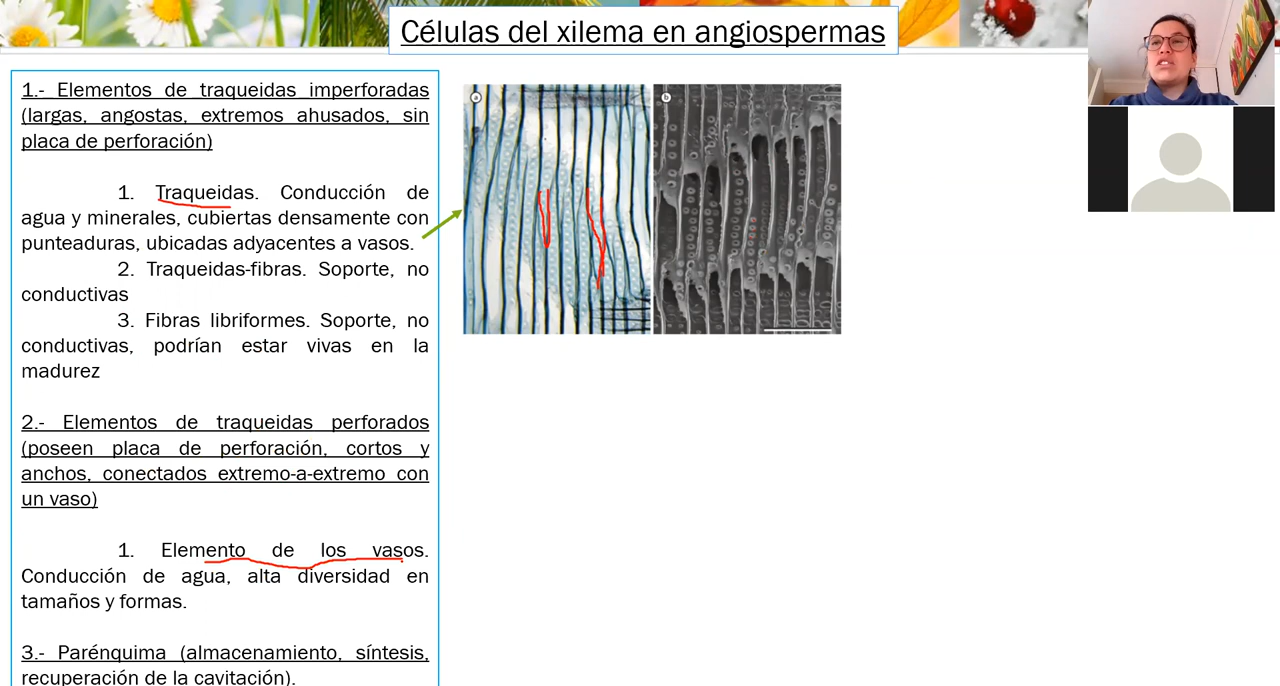 Células del xilema en angiospermas
1.- Elementos de traqueidas imperforadas
(largas, angostas, extremos ahusados, sin
placa de perforación)
1. Traqueidas. Conducción de
agua y minerales, cubiertas densamente con
punteaduras, ubicadas adyacentes a vasos.
2. Traqueidas-fibras. Soporte, no
conductivas
3. Fibras libriformes. Soporte, no
conductivas, podrían estar vivas en la
madurez
2.- Elementos de traqueidas perforados
(poseen placa de perforación, cortos y
anchos, conectados extremo-a-extremo con
un vaso)
1. Elemento de los vasos.
Conducción de agua, alta diversidad en
tamaños y formas.
3.- Parénquima (almacenamiento, síntesis,
recuperación de la cavitación).
a
b